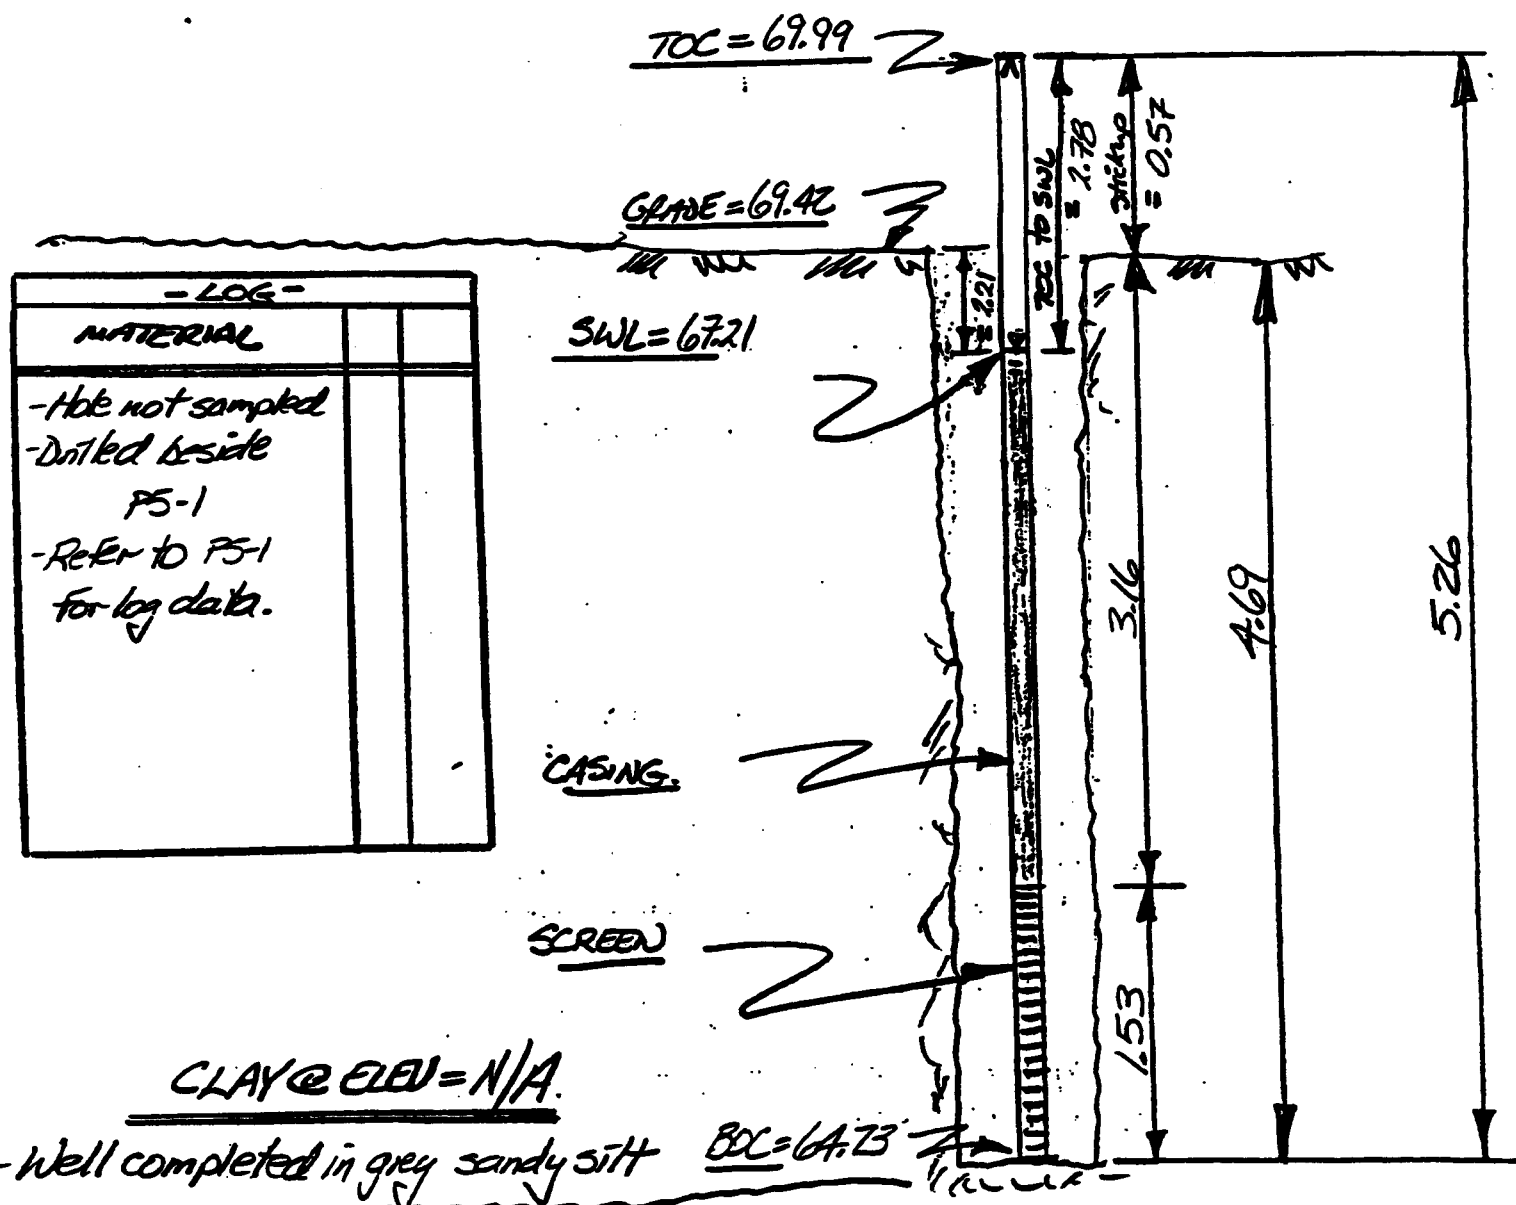 TOC = 69.99
GRADE = 69.42
SWL = 67.21
= 2.21
TOC to SWL
= 2.78
stickup
= 0.57
- LOG -
MATERIAL
- Hole not sampled
- Drilled beside
PS-1
- Refer to PS-1
for log data.
3.16
4.69
5.26
CASING.
SCREEN
1.53
CLAY @ ELEV = N/A.
- Well completed in grey sandy silt
BOC = 64.73